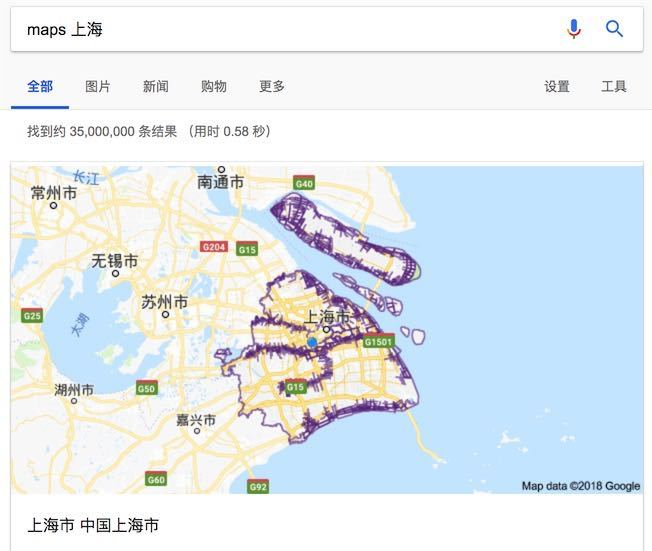 maps 上海
全部 图片 新闻 购物 更多 设置 工具
找到约 35,000,000 条结果 （用时 0.58 秒）
长江
常州市
南通市
G40
G204
G15
无锡市
苏州市
上海市
G25
太湖
G1501
湖州市
G50
G15
嘉兴市
G60
G92
Map data ©2018 Google
上海市 中国上海市